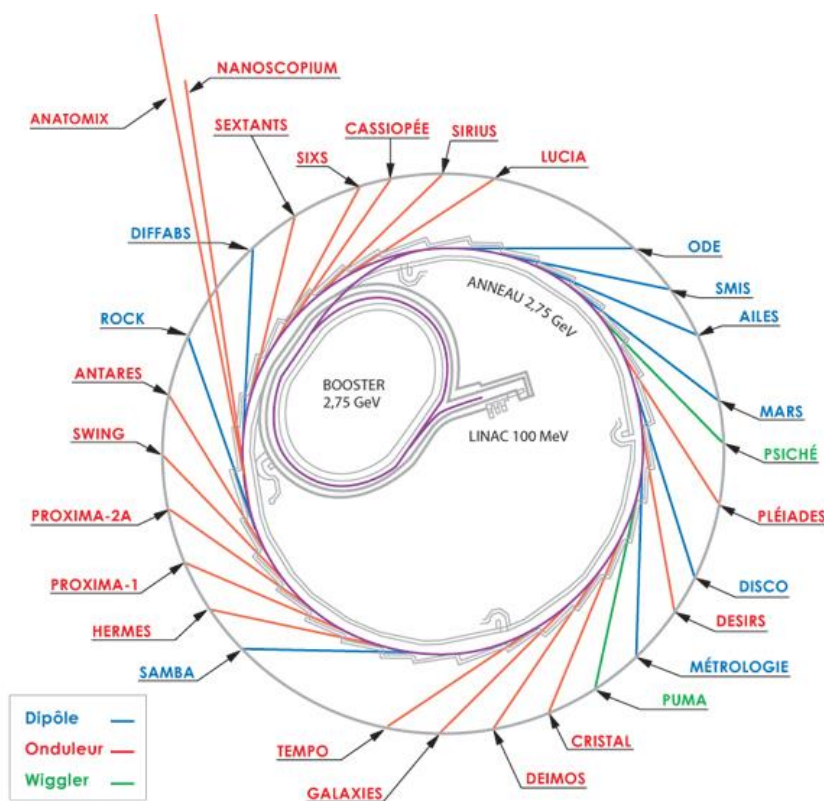 NANOSCOPIUM
ANATOMIX
SEXTANTS
CASSIOPÉE
SIRIUS
SIXS
LUCIA
DIFFABS
ODE
SMIS
AILES
ROCK
ANTARES
SWING
PROXIMA-2A
PROXIMA-1
HERMES
SAMBA
ANNEAU 2,75 GeV
BOOSTER
2,75 GeV
LINAC 100 MeV
MARS
PSICHÉ
PLÉIADES
DISCO
DESIRS
MÉTROLOGIE
PUMA
CRISTAL
DEIMOS
GALAXIES
TEMPO
Dipôle
Onduleur
Wiggler